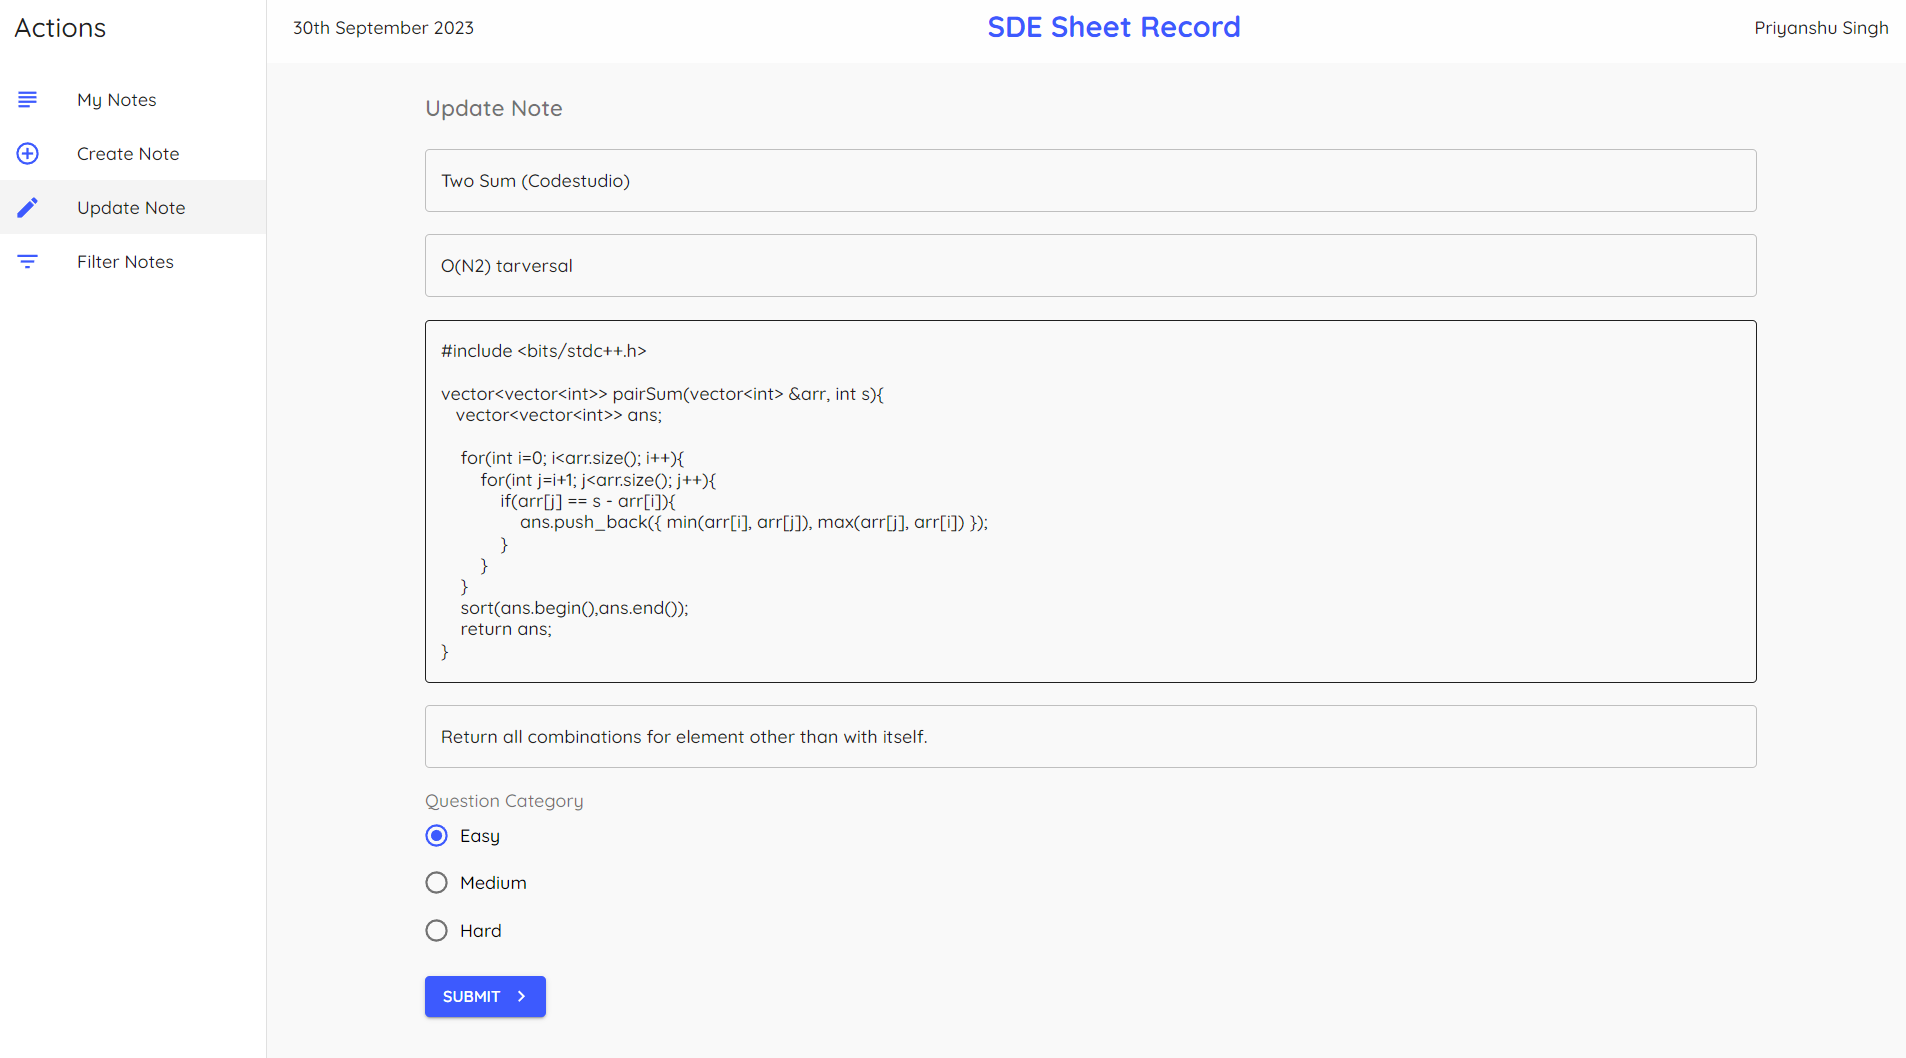 Actions
30th September 2023
SDE Sheet Record
Priyanshu Singh
My Notes
Create Note
Update Note
Filter Notes
Update Note
Two Sum (Codestudio)
O(N2) tarversal
#include <bits/stdc++.h>
vector<vector<int>> pairSum(vector<int> &arr, int s){
vector<vector<int>> ans;
for(int i=0; i<arr.size(); i++){
for(int j=i+1; j<arr.size(); j++){
if(arr[j] == s - arr[i]){
ans.push_back({ min(arr[i], arr[j]), max(arr[j], arr[i]) });
}
}
}
sort(ans.begin(),ans.end());
return ans;
}
Return all combinations for element other than with itself.
Question Category
Easy
Medium
Hard
SUBMIT